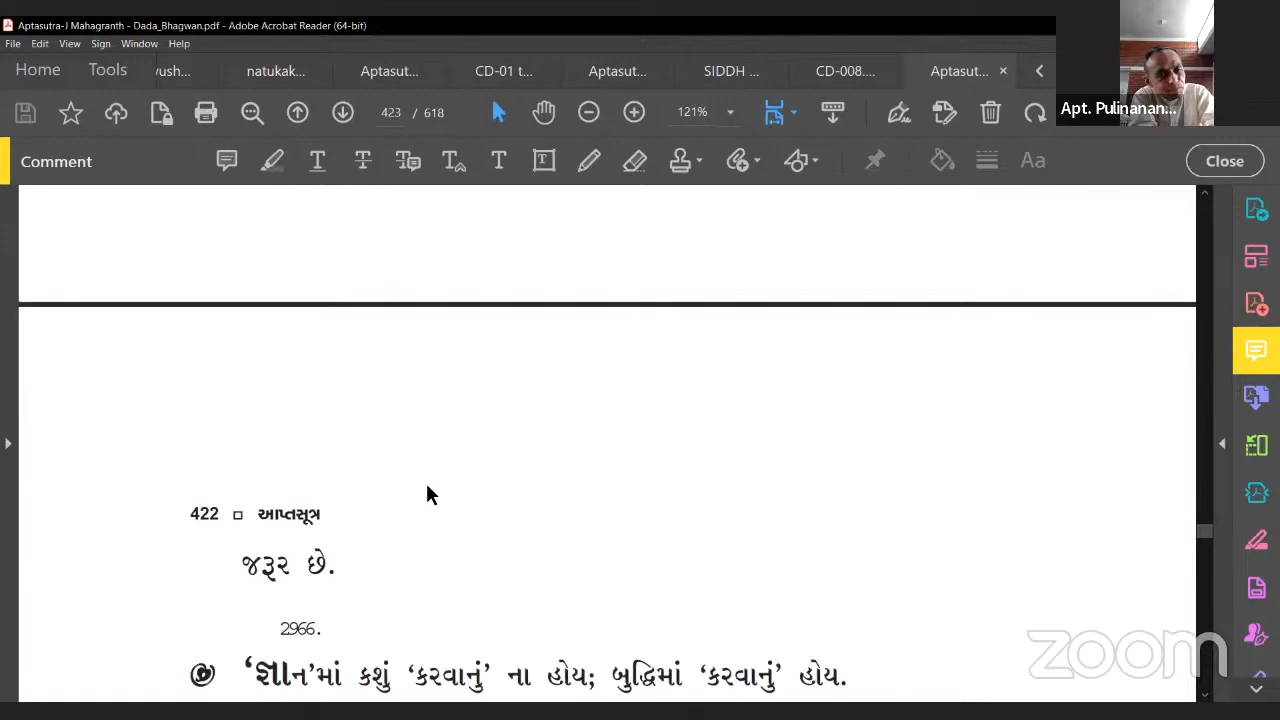 Aptasutra-J Mahagranth - Dada_Bhagwan.pdf - Adobe Acrobat Reader (64-bit)
File Edit View Sign Window Help
Home Tools yush... natukak... Aptasut... CD-01 t... Aptasut... SIDDH ... CD-008.... Aptasut... ×
423 / 618 121%
Apt. Pulinanan...
Comment Close
422 □ આપ્તસૂત્ર
જરૂર છે.
2966.
‘જ્ઞાન’માં કશું ‘કરવાનું’ ના હોય; બુદ્ધિમાં ‘કરવાનું’ હોય.
zoom